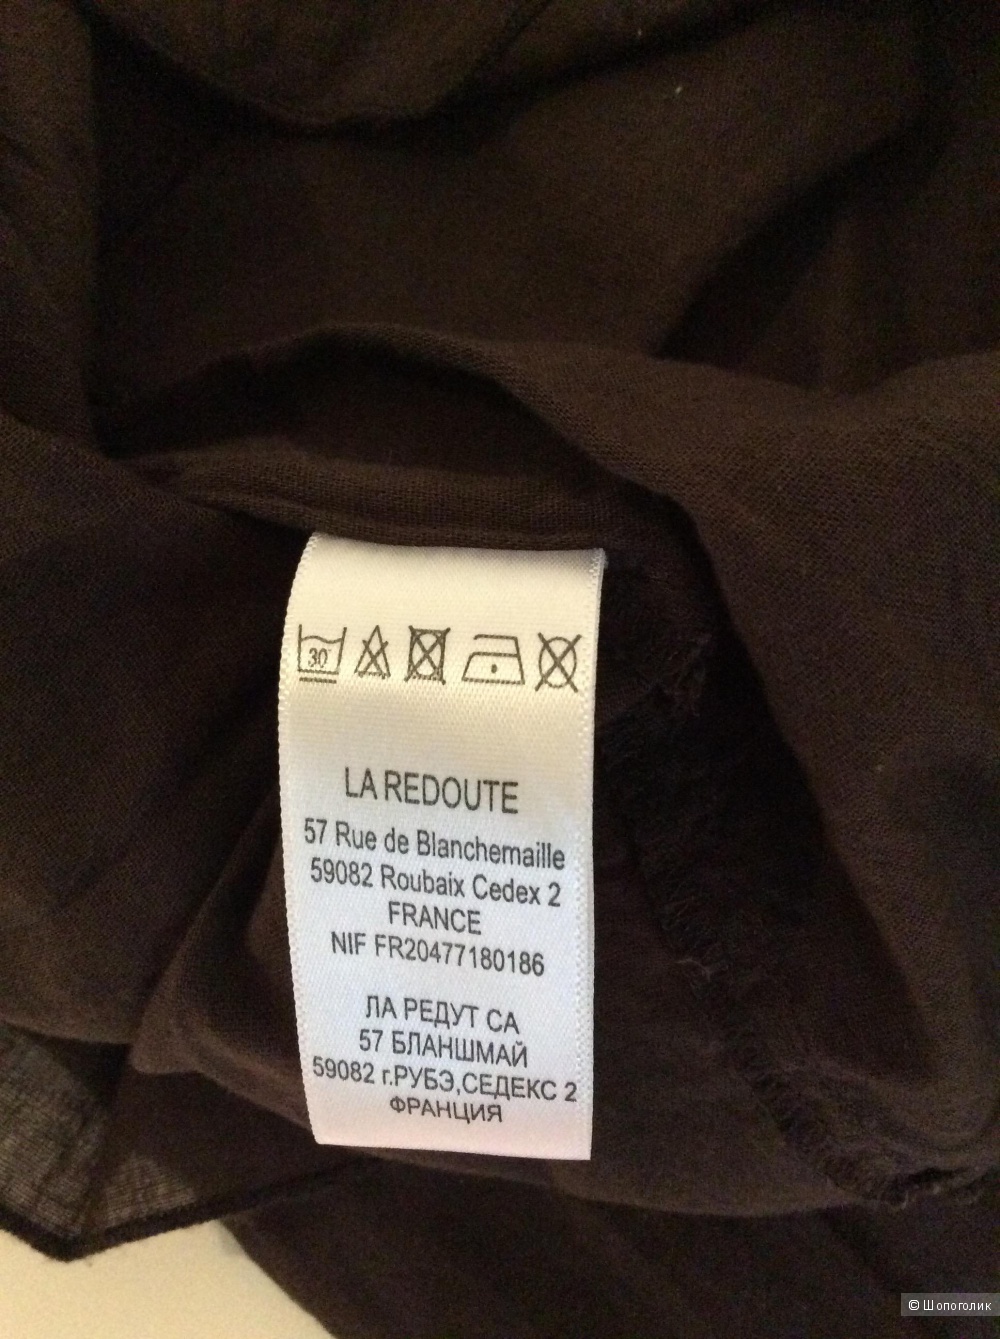 30
LA REDOUTE
57 Rue de Blanchemaille
59082 Roubaix Cedex 2
FRANCE
NIF FR20477180186
ЛА РЕДУТ СА
57 БЛАНШМАЙ
59082 г.РУБЭ,СЕДЕКС 2
ФРАНЦИЯ
© Шопоголик